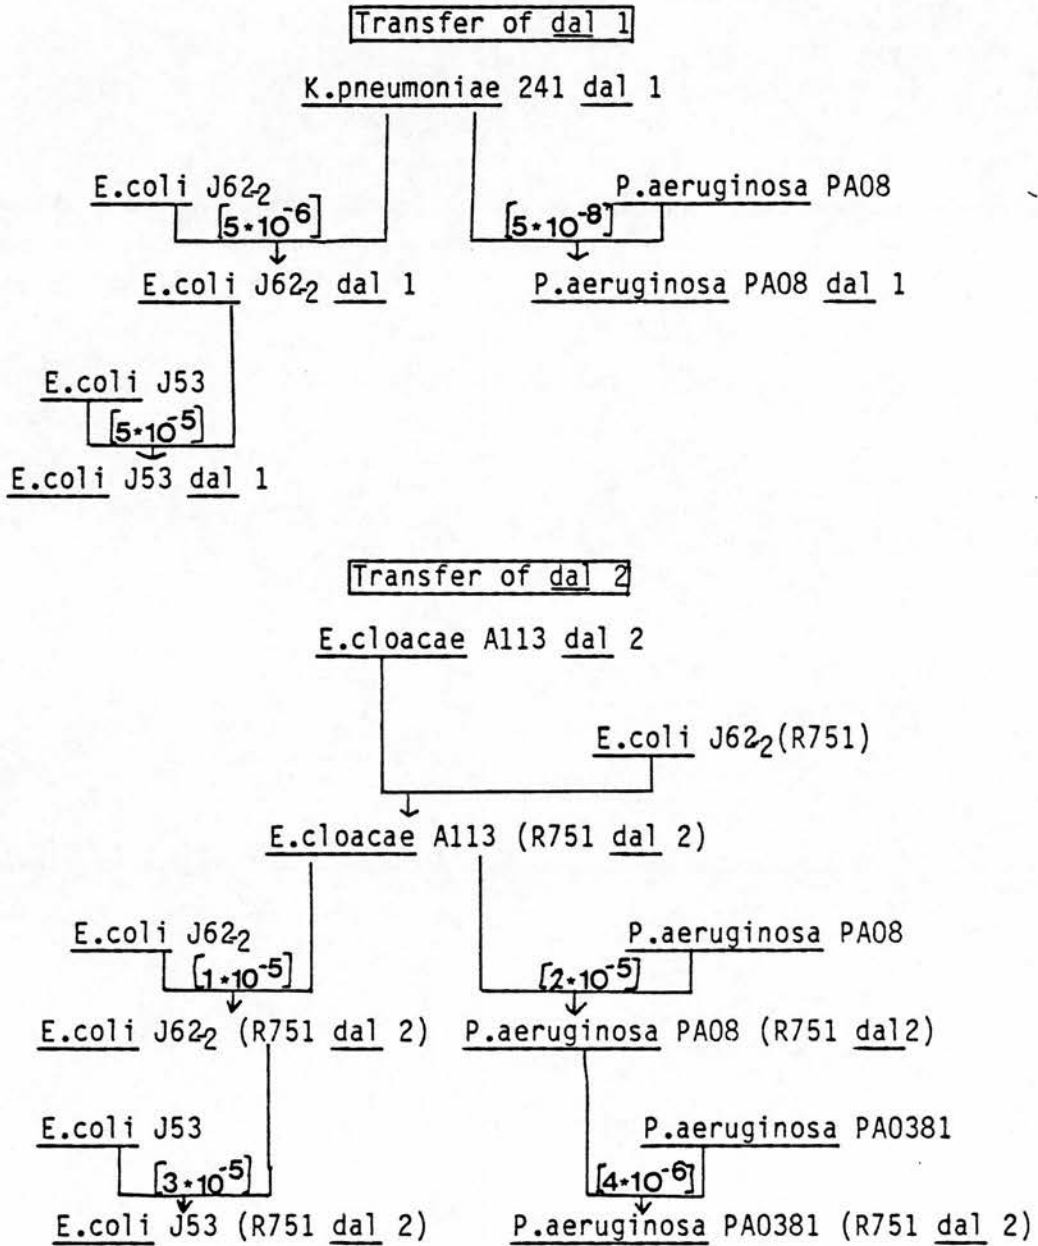 Transfer of dal 1
K.pneumoniae 241 dal 1
E.coli J62-2
P.aeruginosa PA08
[5*10-6]
[5*10-8]
E.coli J62-2 dal 1
P.aeruginosa PA08 dal 1
E.coli J53
[5*10-5]
E.coli J53 dal 1
Transfer of dal 2
E.cloacae A113 dal 2
E.coli J62-2(R751)
E.cloacae A113 (R751 dal 2)
E.coli J62-2
P.aeruginosa PA08
[1*10-5]
[2*10-5]
E.coli J62-2 (R751 dal 2)
P.aeruginosa PA08 (R751 dal2)
E.coli J53
P.aeruginosa PA0381
[3*10-5]
[4*10-6]
E.coli J53 (R751 dal 2)
P.aeruginosa PA0381 (R751 dal 2)